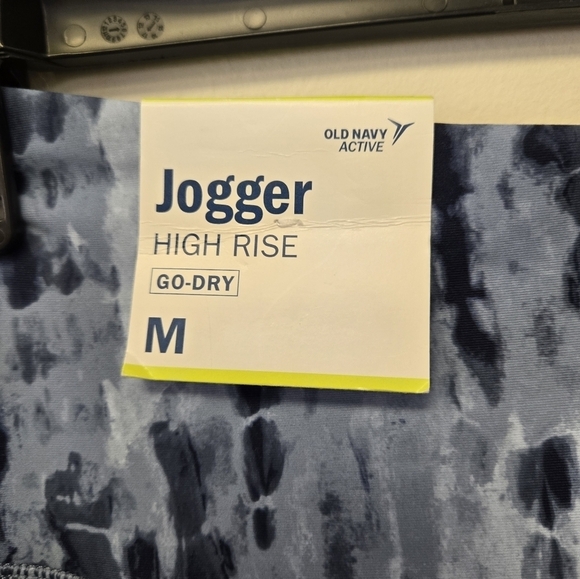 OLD NAVY
ACTIVE
Jogger
HIGH RISE
GO-DRY
M